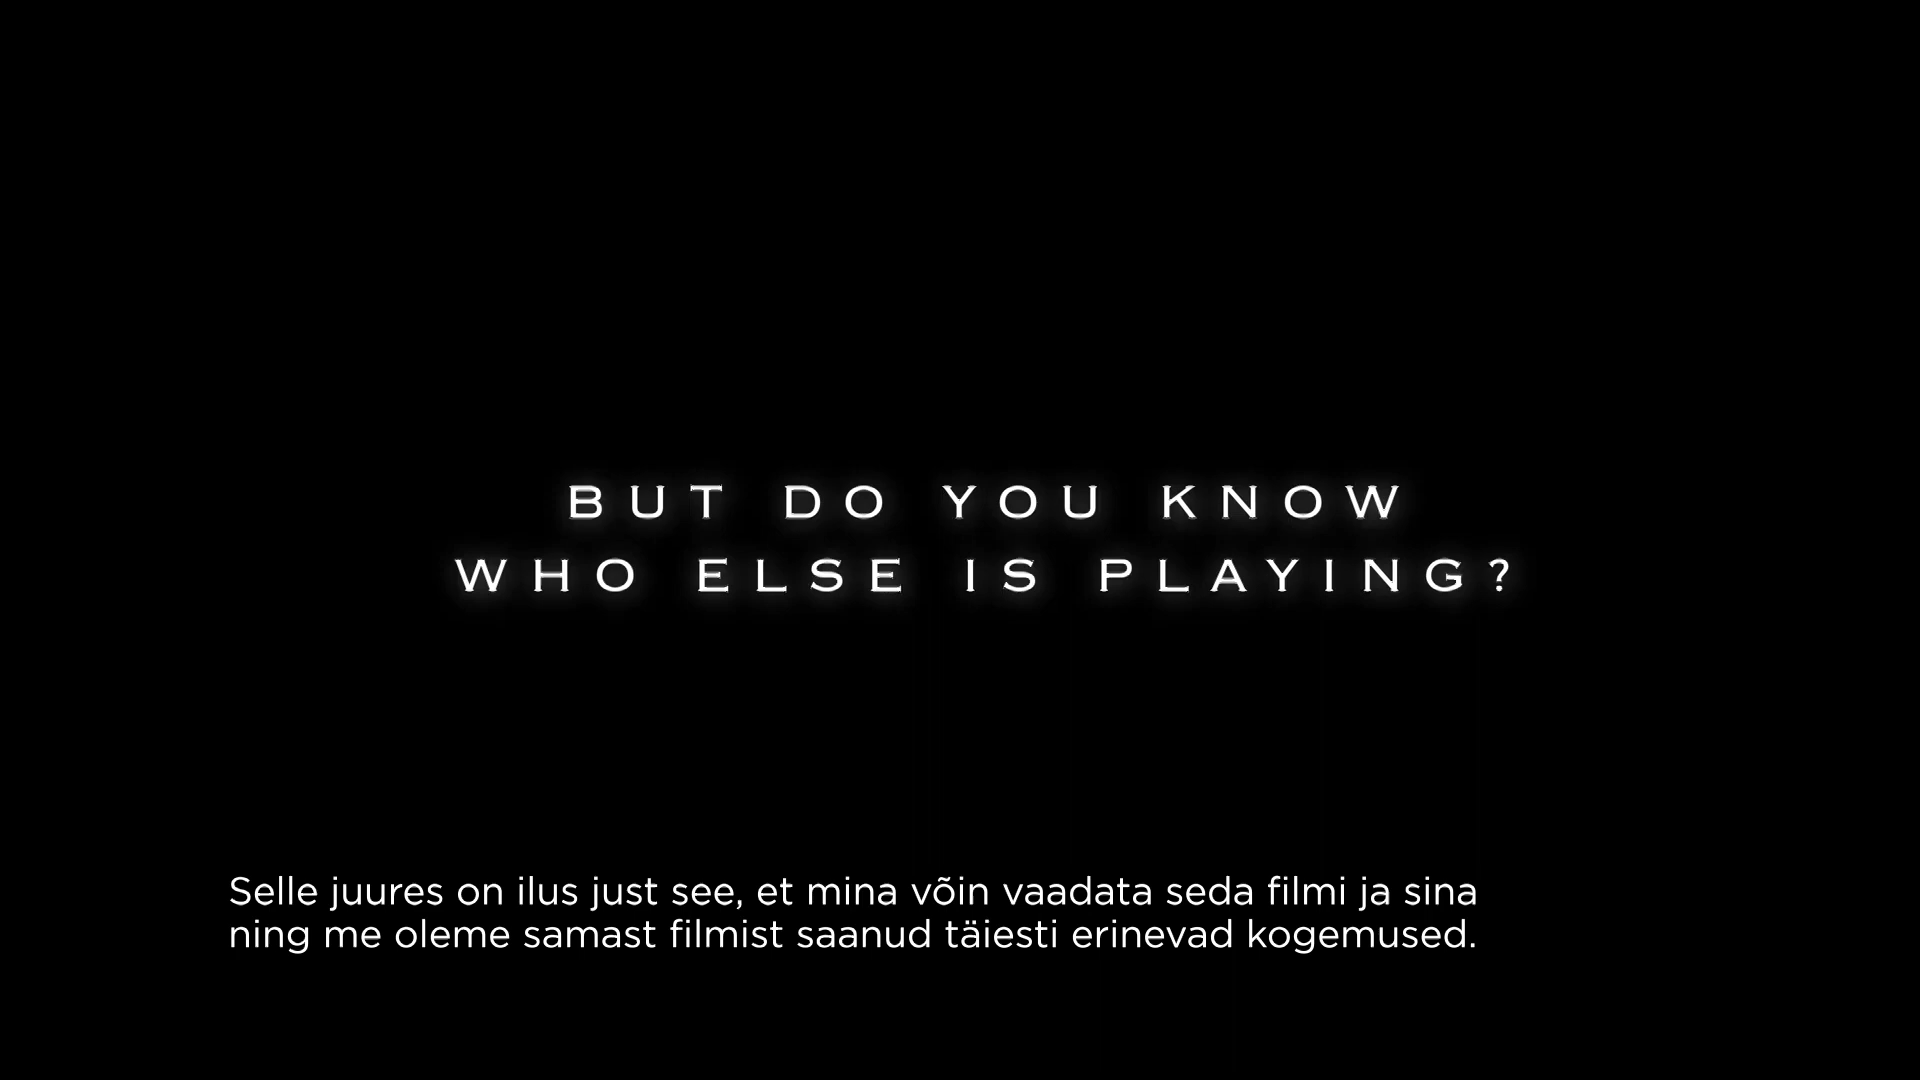 BUT DO YOU KNOW
WHO ELSE IS PLAYING?
Selle juures on ilus just see, et mina võin vaadata seda filmi ja sina
ning me oleme samast filmist saanud täiesti erinevad kogemused.